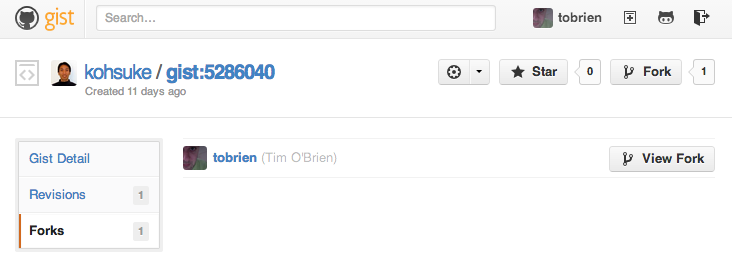 gist Search... tobrien
kohsuke / gist:5286040 Star 0 Fork 1
Created 11 days ago
Gist Detail
tobrien (Tim O'Brien) View Fork
Revisions 1
Forks 1